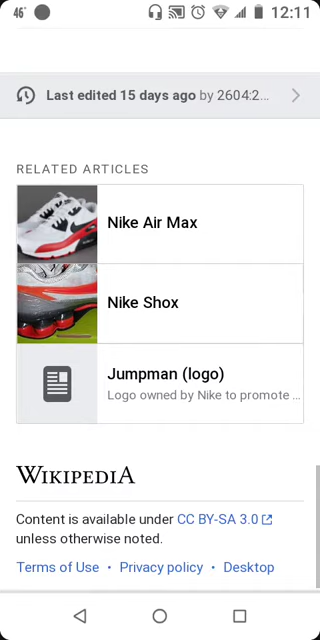 46°
12:11
Last edited 15 days ago by 2604:2...
RELATED ARTICLES
Nike Air Max
Nike Shox
Jumpman (logo)
Logo owned by Nike to promote ...
WIKIPEDIA
Content is available under CC BY-SA 3.0
unless otherwise noted.
Terms of Use • Privacy policy • Desktop